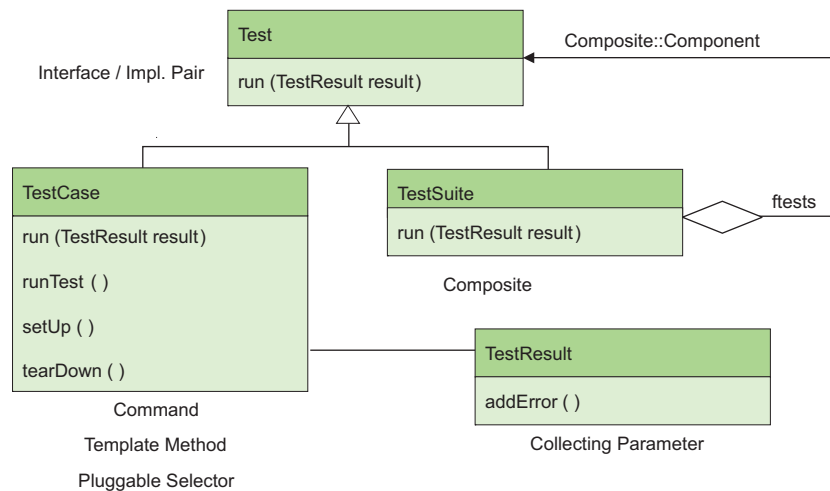 Test
Composite::Component
Interface / Impl. Pair
run (TestResult result)
TestCase
run (TestResult result)
runTest ( )
setUp ( )
tearDown ( )
Command
Template Method
Pluggable Selector
TestSuite
run (TestResult result)
ftests
Composite
TestResult
addError ( )
Collecting Parameter